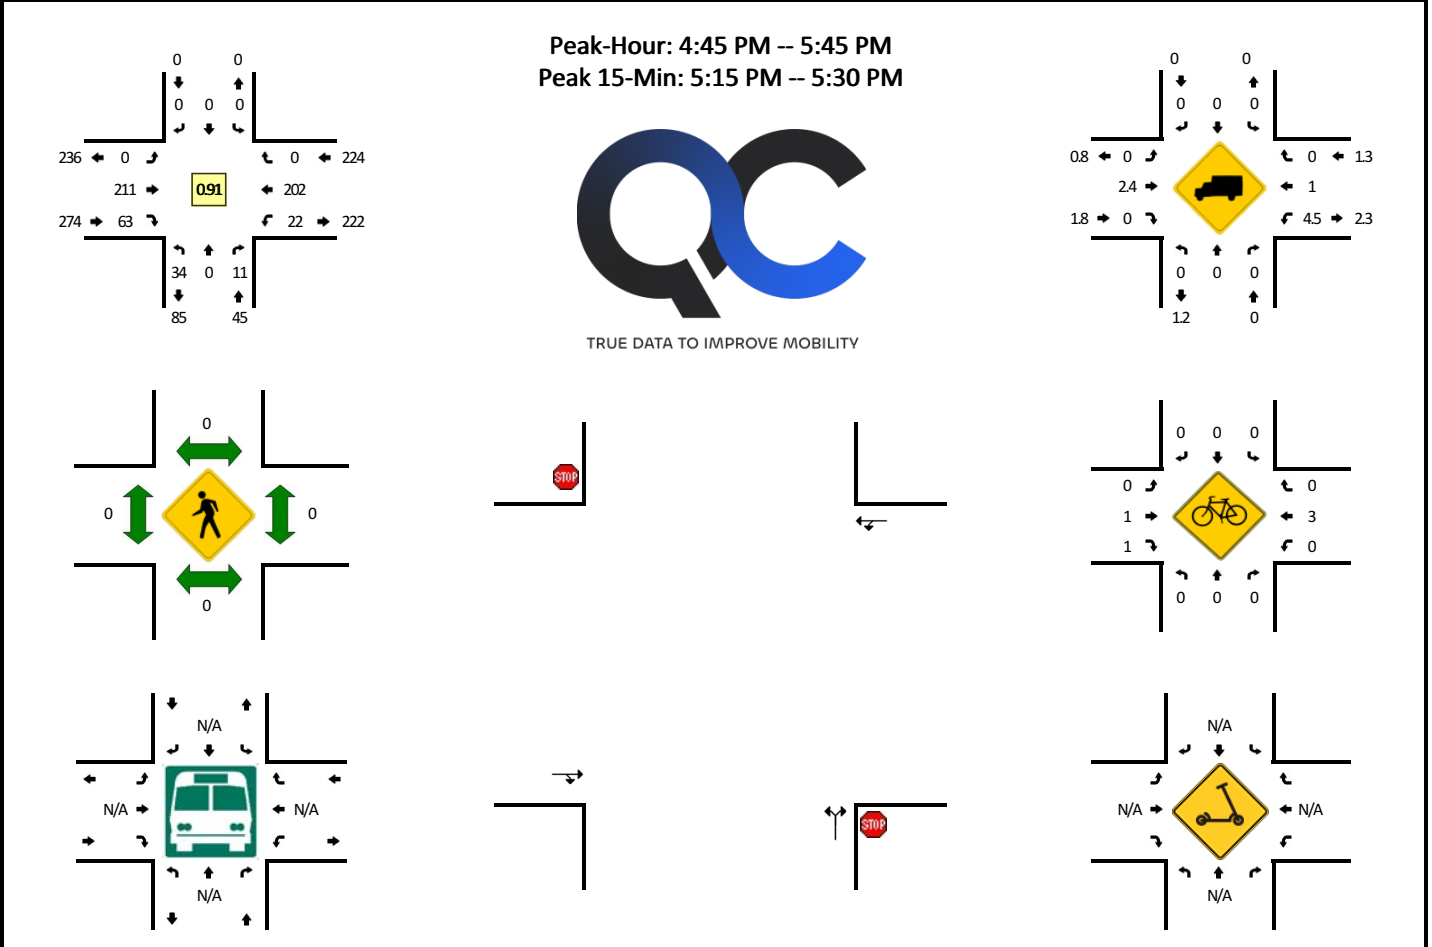 Peak-Hour: 4:45 PM -- 5:45 PM
Peak 15-Min: 5:15 PM -- 5:30 PM
0 0
0 0 0
236 0 0 224
211 0.91 202
274 63 22 222
34 0 11
85 45
0 0
0 0 0
0.8 0 0 1.3
2.4 1
1.8 0 4.5 2.3
0 0 0
1.2 0
TRUE DATA TO IMPROVE MOBILITY
0
0 0
0
STOP
STOP
0 0 0
0 0
1 3
1 0
0 0 0
N/A
N/A N/A
N/A
N/A
N/A N/A
N/A